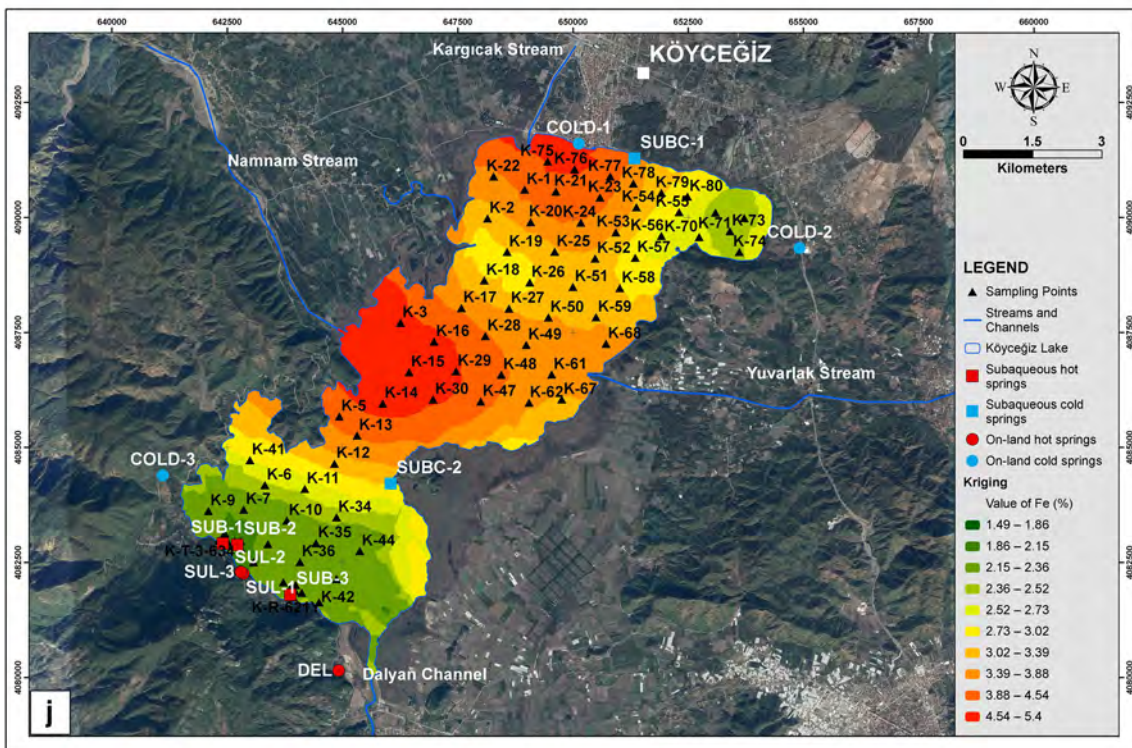 640000 642500 645000 647500 650000 652500 655000 657500 660000
4092500
4090000
4087500
4085000
4082500
4080000
4092500
4090000
4087500
4085000
4082500
4080000
Kargıcak Stream
KÖYCEĞİZ
COLD-1
SUBC-1
Namnam Stream
K-75
K-76
K-77
K-22
K-1
K-21
K-23
K-78
K-79
K-80
K-54
K-55
K-2
K-20
K-24
K-53
K-56
K-70
K-71
K-73
K-74
COLD-2
K-19
K-25
K-52
K-57
K-18
K-26
K-51
K-58
K-17
K-27
K-50
K-59
K-3
K-16
K-28
K-49
K-68
K-15
K-29
K-48
K-61
Yuvarlak Stream
K-14
K-30
K-47
K-62
K-67
K-5
K-13
K-12
K-41
COLD-3
SUBC-2
K-6
K-11
K-9
K-7
K-10
K-34
SUB-1
SUB-2
K-35
K-44
K-T-3-634
SUL-2
K-36
SUL-3
SUL-1
SUB-3
K-R-621
K-42
DEL
Dalyan Channel
j
N
W E
S
0 1.5 3
Kilometers
LEGEND
Sampling Points
Streams and
Channels
Köyceğiz Lake
Subaqueous hot
springs
Subaqueous cold
springs
On-land hot springs
On-land cold springs
Kriging
Value of Fe (%)
1.49 – 1.86
1.86 – 2.15
2.15 – 2.36
2.36 – 2.52
2.52 – 2.73
2.73 – 3.02
3.02 – 3.39
3.39 – 3.88
3.88 – 4.54
4.54 – 5.4